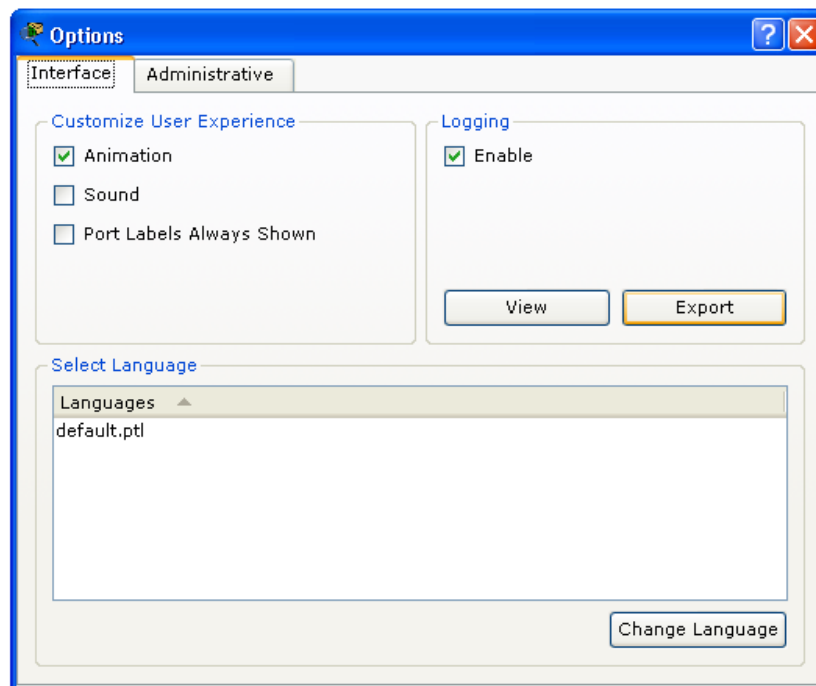 Options
Interface
Administrative
Customize User Experience
Animation
Sound
Port Labels Always Shown
Logging
Enable
View
Export
Select Language
Languages
default.ptl
Change Language